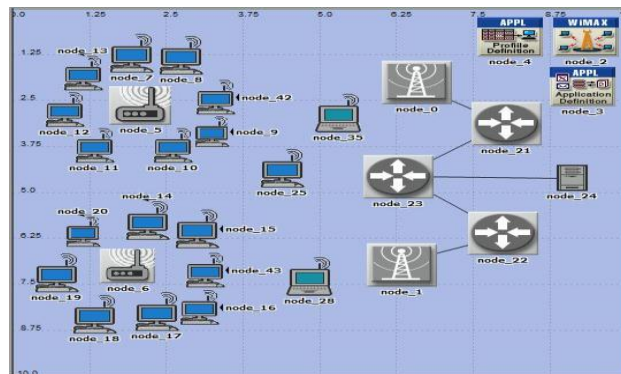 0.0 1.25 2.5 3.75 5.0 6.25 7.5 8.75
node_13
node_7
node_8
1.25
APPL
Profile
Definition
node_4
WiMAX
node_2
APPL
Application
Definition
node_3
node_0
2.5
node_42
node_12
node_5
node_9
node_35
node_21
3.75
node_11
node_10
node_25
node_23
node_24
5.0
node_14
node_20
node_15
6.25
node_22
node_43
node_19
node_6
node_28
node_1
7.5
node_16
node_18
node_17
8.75
10.0